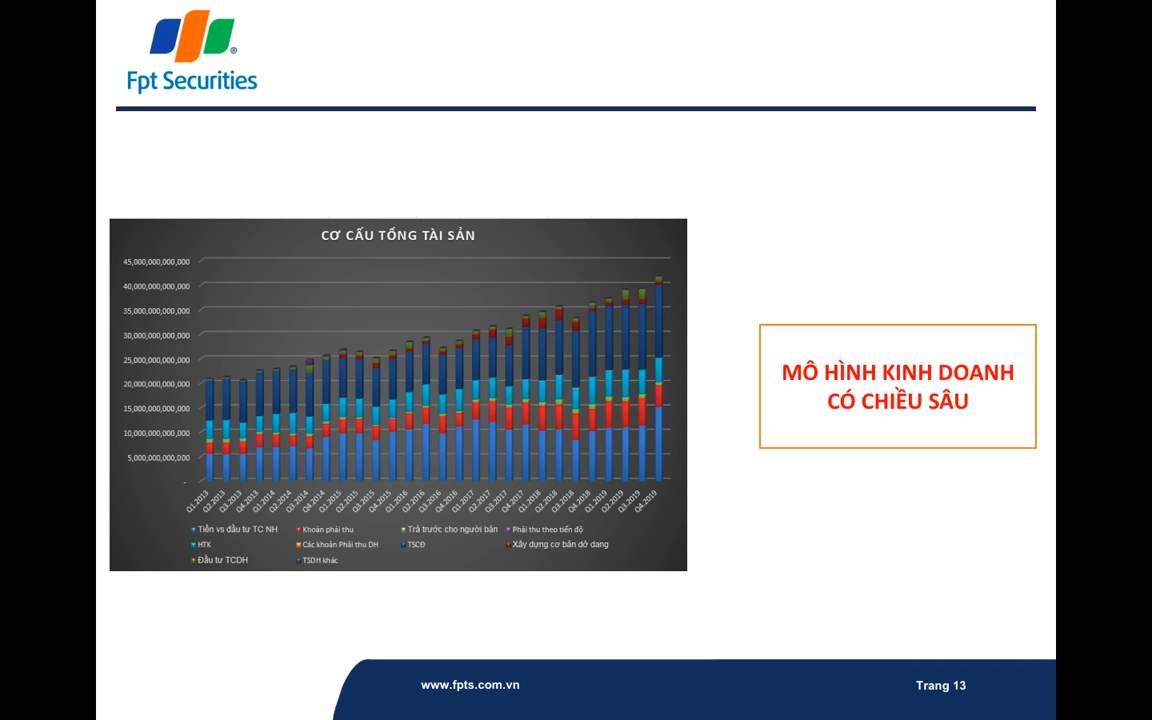 Fpt Securities
CƠ CẤU TỔNG TÀI SẢN
45,000,000,000,000
40,000,000,000,000
35,000,000,000,000
30,000,000,000,000
25,000,000,000,000
20,000,000,000,000
15,000,000,000,000
10,000,000,000,000
5,000,000,000,000
-
Q1.2013 Q2.2013 Q3.2013 Q4.2013 Q1.2014 Q2.2014 Q3.2014 Q4.2014 Q1.2015 Q2.2015 Q3.2015 Q4.2015 Q1.2016 Q2.2016 Q3.2016 Q4.2016 Q1.2017 Q2.2017 Q3.2017 Q4.2017 Q1.2018 Q2.2018 Q3.2018 Q4.2018 Q1.2019 Q2.2019 Q3.2019 Q4.2019
Tiền vs đầu tư TC NH Khoản phải thu Trả trước cho người bán Phải thu theo tiến độ
HTK Các khoản Phải thu DH TSCĐ Xây dựng cơ bản dở dang
Đầu tư TCDH TSDH khác
MÔ HÌNH KINH DOANH
CÓ CHIỀU SÂU
www.fpts.com.vn
Trang 13